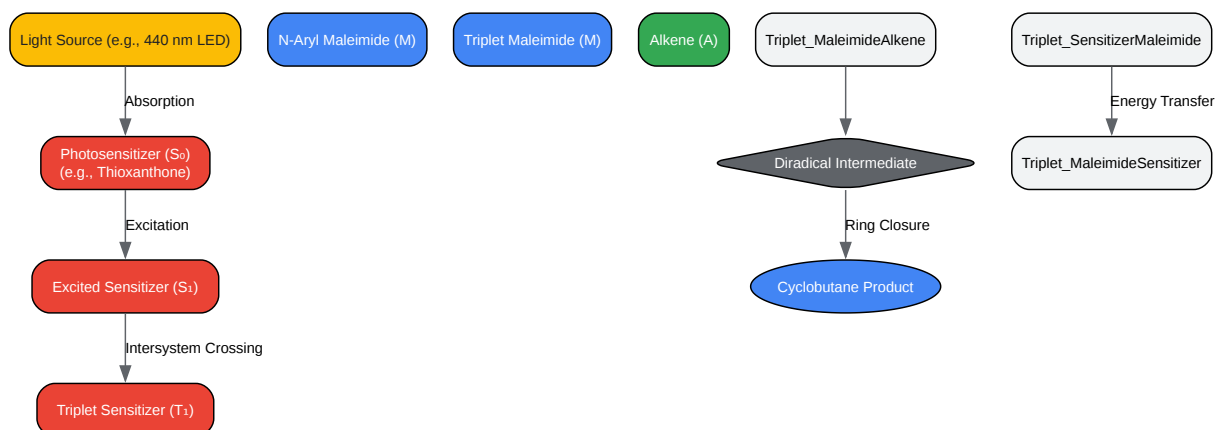 Light Source (e.g., 440 nm LED)
N-Aryl Maleimide (M)
Triplet Maleimide (M)
Alkene (A)
Triplet_MaleimideAlkene
Triplet_SensitizerMaleimide
Absorption
Energy Transfer
Photosensitizer (S₀)
(e.g., Thioxanthone)
Diradical Intermediate
Triplet_MaleimideSensitizer
Excitation
Ring Closure
Excited Sensitizer (S₁)
Cyclobutane Product
Intersystem Crossing
Triplet Sensitizer (T₁)